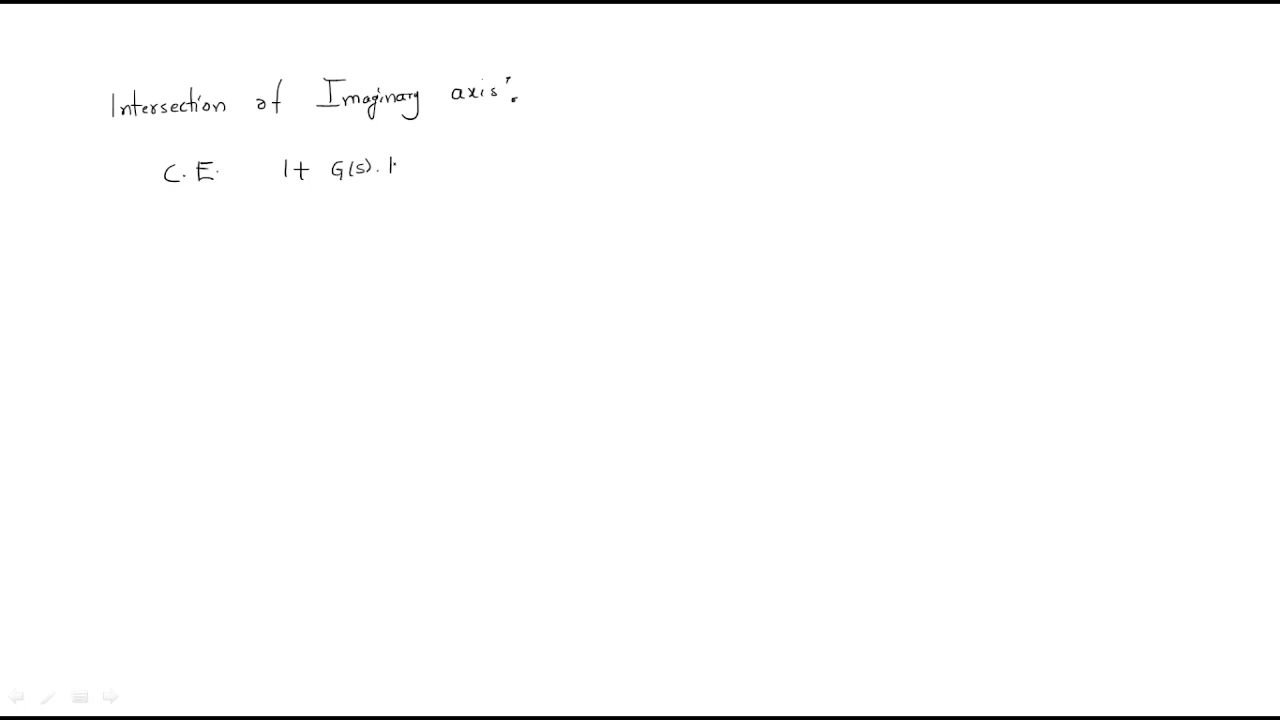 Intersection of Imaginary axis:
C.E. 1+ G(s).